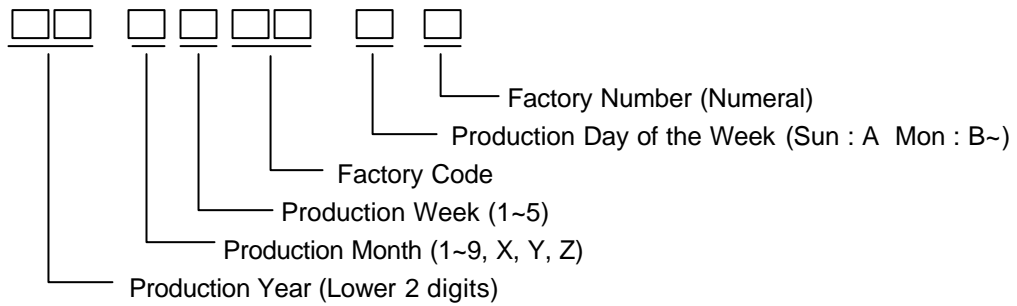 Factory Number (Numeral)
Production Day of the Week (Sun : A Mon : B~)
Factory Code
Production Week (1~5)
Production Month (1~9, X, Y, Z)
Production Year (Lower 2 digits)